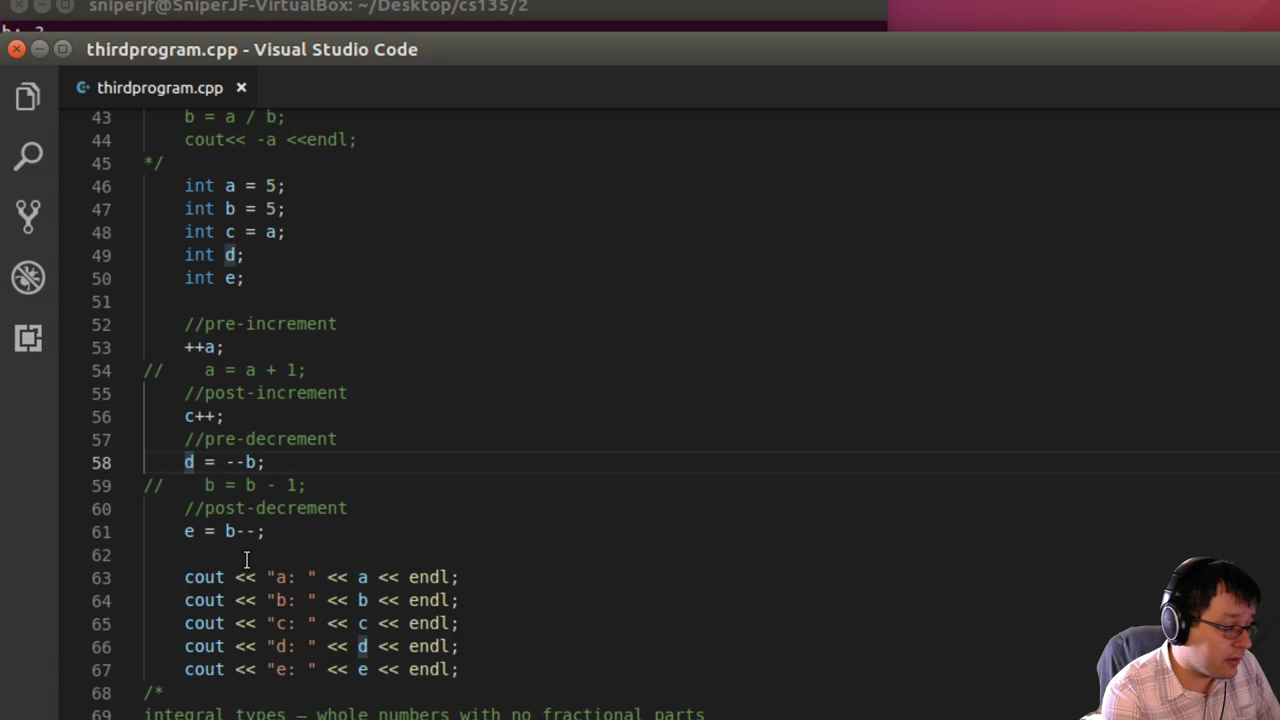 sniperjf@SniperJF-VirtualBox: ~/Desktop/cs135/2
thirdprogram.cpp - Visual Studio Code
thirdprogram.cpp ×
43 b = a / b;
44 cout<< -a <<endl;
45 */
46 int a = 5;
47 int b = 5;
48 int c = a;
49 int d;
50 int e;
51
52 //pre-increment
53 ++a;
54 // a = a + 1;
55 //post-increment
56 c++;
57 //pre-decrement
58 d = --b;
59 // b = b - 1;
60 //post-decrement
61 e = b--;
62
63 cout << "a: " << a << endl;
64 cout << "b: " << b << endl;
65 cout << "c: " << c << endl;
66 cout << "d: " << d << endl;
67 cout << "e: " << e << endl;
68 /*
69 integral types – whole numbers with no fractional parts